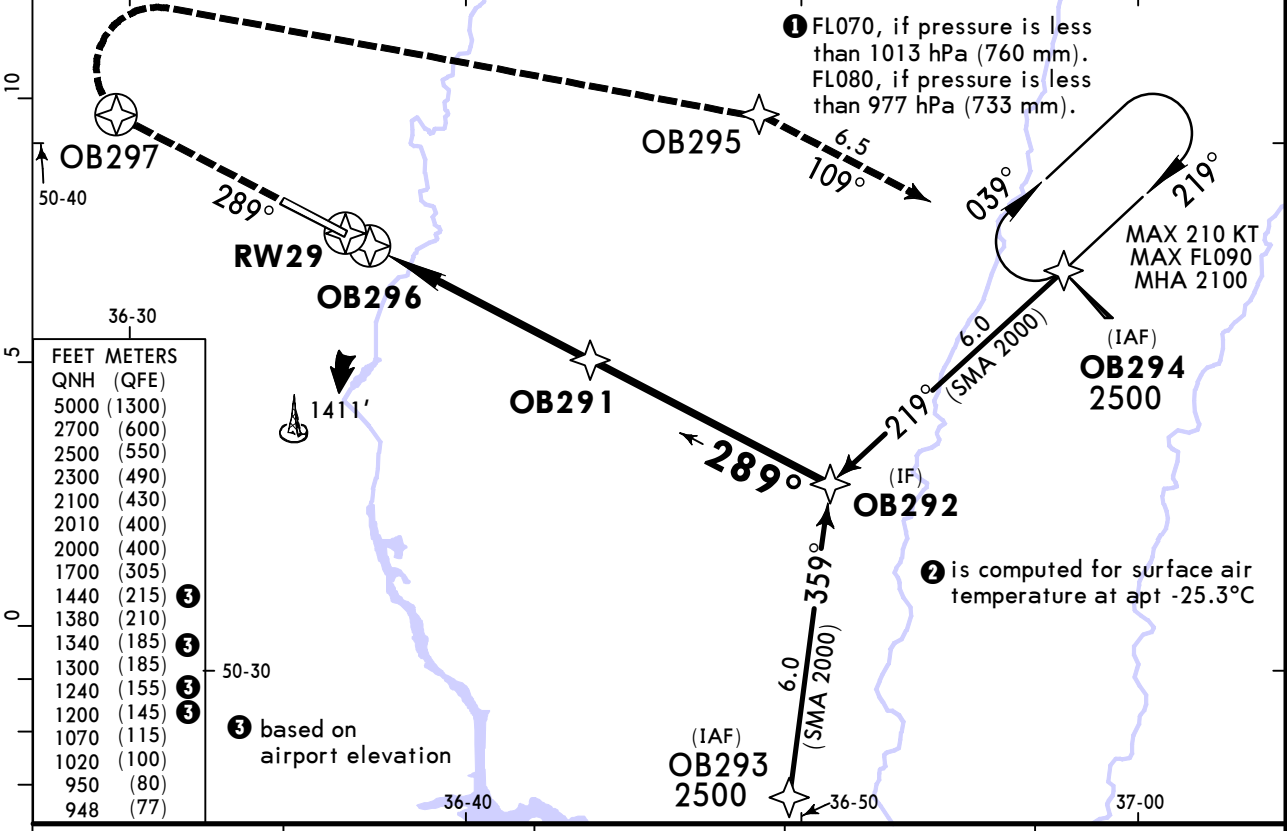 ❶ FL070, if pressure is less
than 1013 hPa (760 mm).
FL080, if pressure is less
than 977 hPa (733 mm).
10
OB297
50-40
289°
OB295
6.5
109°
039°
219°
MAX 210 KT
MAX FL090
MHA 2100
RW29
OB296
36-30
5
6.0
(SMA 2000)
219°
(IAF)
OB294
2500
OB291
1411'
289°
(IF)
OB292
FEET METERS
QNH (QFE)
5000 (1300)
2700 (600)
2500 (550)
2300 (490)
2100 (430)
2010 (400)
2000 (400)
1700 (305)
1440 (215) ❸
1380 (210)
1340 (185) ❸
1300 (185)
1240 (155) ❸
1200 (145) ❸
1070 (115)
1020 (100)
950 (80)
948 (77)
❷ is computed for surface air
temperature at apt -25.3°C
0
50-30
359°
6.0
(SMA 2000)
❸ based on
airport elevation
(IAF)
OB293
2500
36-40
36-50
37-00